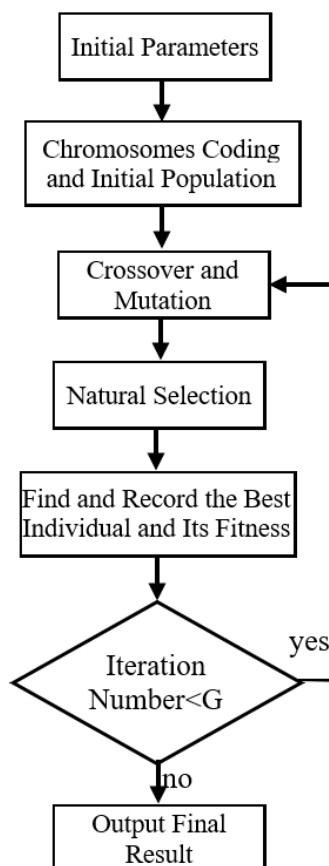 Initial Parameters
Chromosomes Coding
and Initial Population
Crossover and
Mutation
Natural Selection
Find and Record the Best
Individual and Its Fitness
Iteration
Number<G
yes
no
Output Final
Result